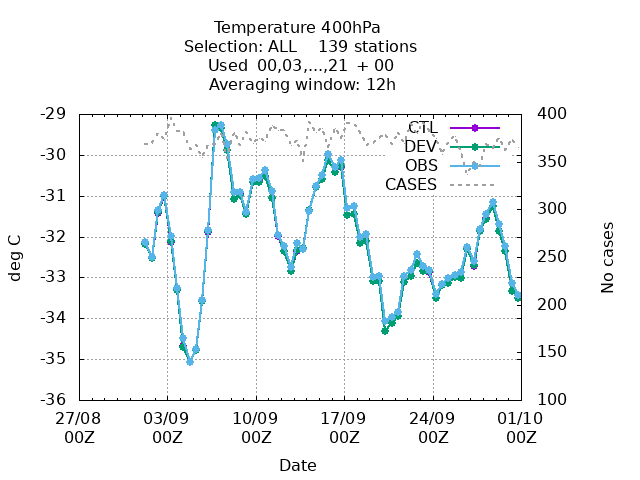 Temperature 400hPa
Selection: ALL    139 stations
Used  00,03,...,21  + 00
Averaging window: 12h
-29
-30
-31
-32
-33
-34
-35
-36
deg C
400
350
300
250
200
150
100
No cases
CTL
DEV
OBS
CASES
27/08 03/09 10/09 17/09 24/09 01/10
00Z 00Z 00Z 00Z 00Z 00Z
Date